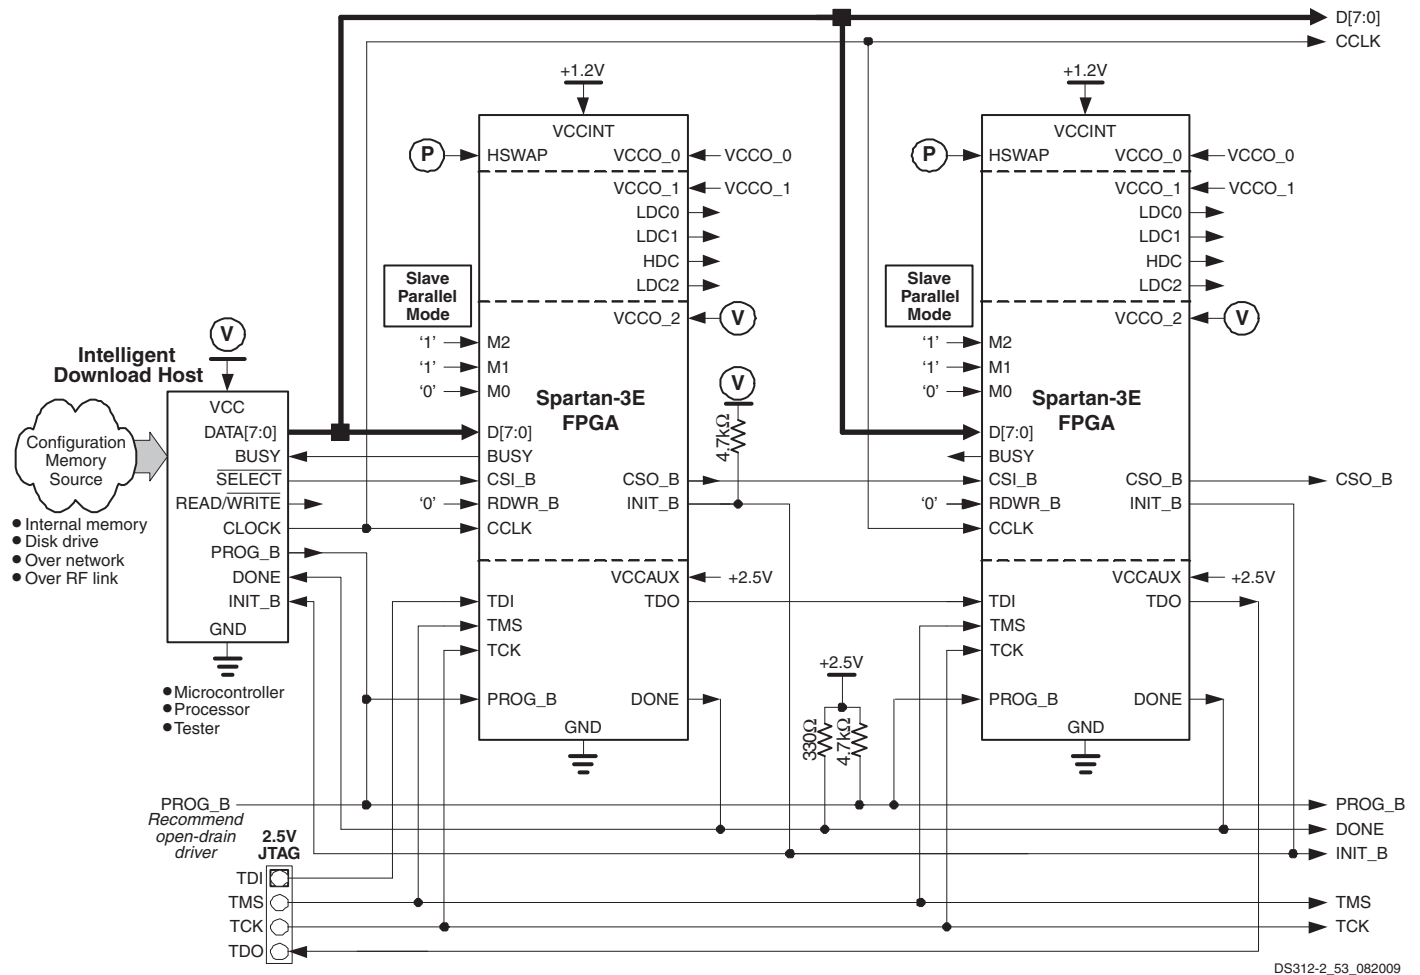 D[7:0]
CCLK
+1.2V
+1.2V
VCCINT
VCCINT
P
HSWAP
VCCO_0
VCCO_0
P
HSWAP
VCCO_0
VCCO_0
VCCO_1
VCCO_1
VCCO_1
VCCO_1
LDC0
LDC0
LDC1
LDC1
HDC
HDC
LDC2
LDC2
Slave
Parallel
Mode
Slave
Parallel
Mode
VCCO_2
V
VCCO_2
V
V
Intelligent
Download Host
'1'
M2
'1'
M2
'1'
M1
'1'
M1
'0'
M0
'0'
M0
V
Spartan-3E
FPGA
Spartan-3E
FPGA
4.7kΩ
VCC
Configuration
Memory
Source
DATA[7:0]
D[7:0]
D[7:0]
BUSY
BUSY
BUSY
SELECT
CSI_B
CSO_B
CSI_B
CSO_B
CSO_B
READ/WRITE
'0'
RDWR_B
INIT_B
'0'
RDWR_B
INIT_B
CLOCK
CCLK
CCLK
PROG_B
DONE
INIT_B
GND
● Internal memory
● Disk drive
● Over network
● Over RF link
VCCAUX
+2.5V
VCCAUX
+2.5V
TDI
TDO
TDI
TDO
TMS
TMS
TCK
TCK
● Microcontroller
● Processor
● Tester
+2.5V
PROG_B
DONE
PROG_B
DONE
GND
GND
330Ω
4.7kΩ
PROG_B
Recommend
open-drain
driver
PROG_B
DONE
INIT_B
2.5V
JTAG
TDI
TMS
TMS
TCK
TCK
TDO
DS312-2_53_082009